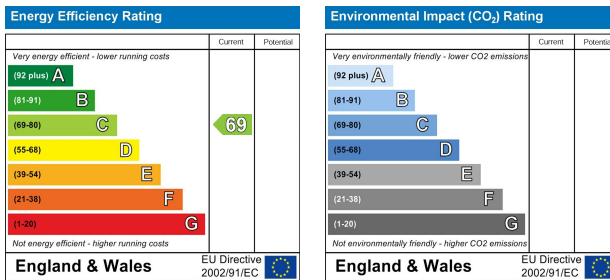 Energy Efficiency Rating
Current Potential
Very energy efficient - lower running costs
(92 plus) A
(81-91) B
(69-80) C
69
(55-68) D
(39-54) E
(21-38) F
(1-20) G
Not energy efficient - higher running costs
England & Wales
EU Directive
2002/91/EC
Environmental Impact (CO2) Rating
Current Potential
Very environmentally friendly - lower CO2 emissions
(92 plus) A
(81-91) B
(69-80) C
(55-68) D
(39-54) E
(21-38) F
(1-20) G
Not environmentally friendly - higher CO2 emissions
England & Wales
EU Directive
2002/91/EC